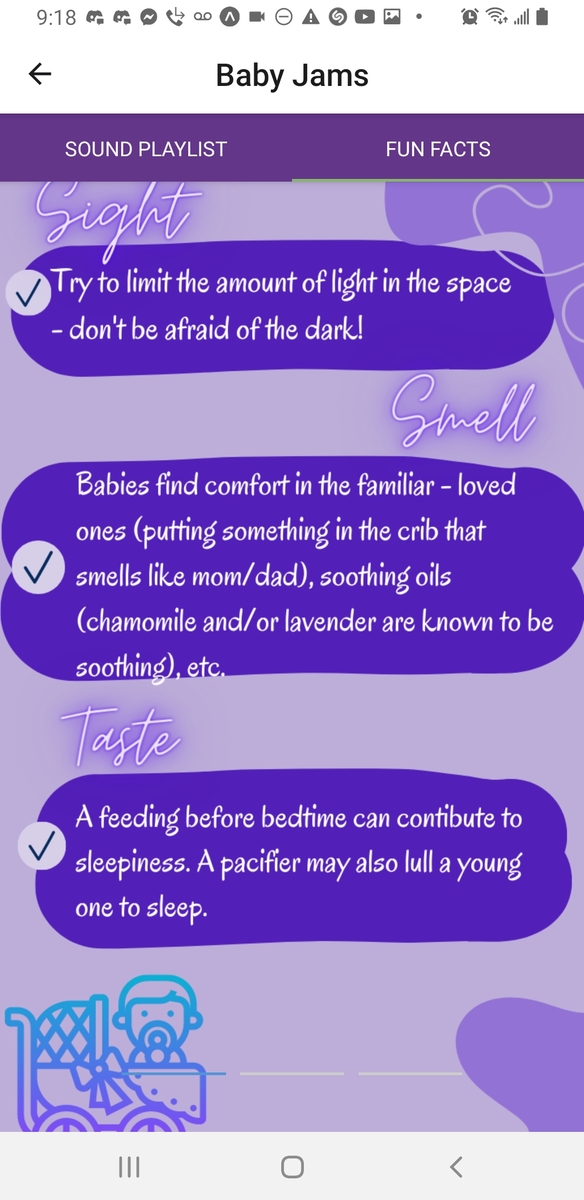 9:18
Baby Jams
SOUND PLAYLIST
FUN FACTS
Sight
Try to limit the amount of light in the space
- don't be afraid of the dark!
Smell
Babies find comfort in the familiar - loved
ones (putting something in the crib that
smells like mom/dad), soothing oils
(chamomile and/or lavender are known to be
soothing), etc.
Taste
A feeding before bedtime can contibute to
sleepiness. A pacifier may also lull a young
one to sleep.